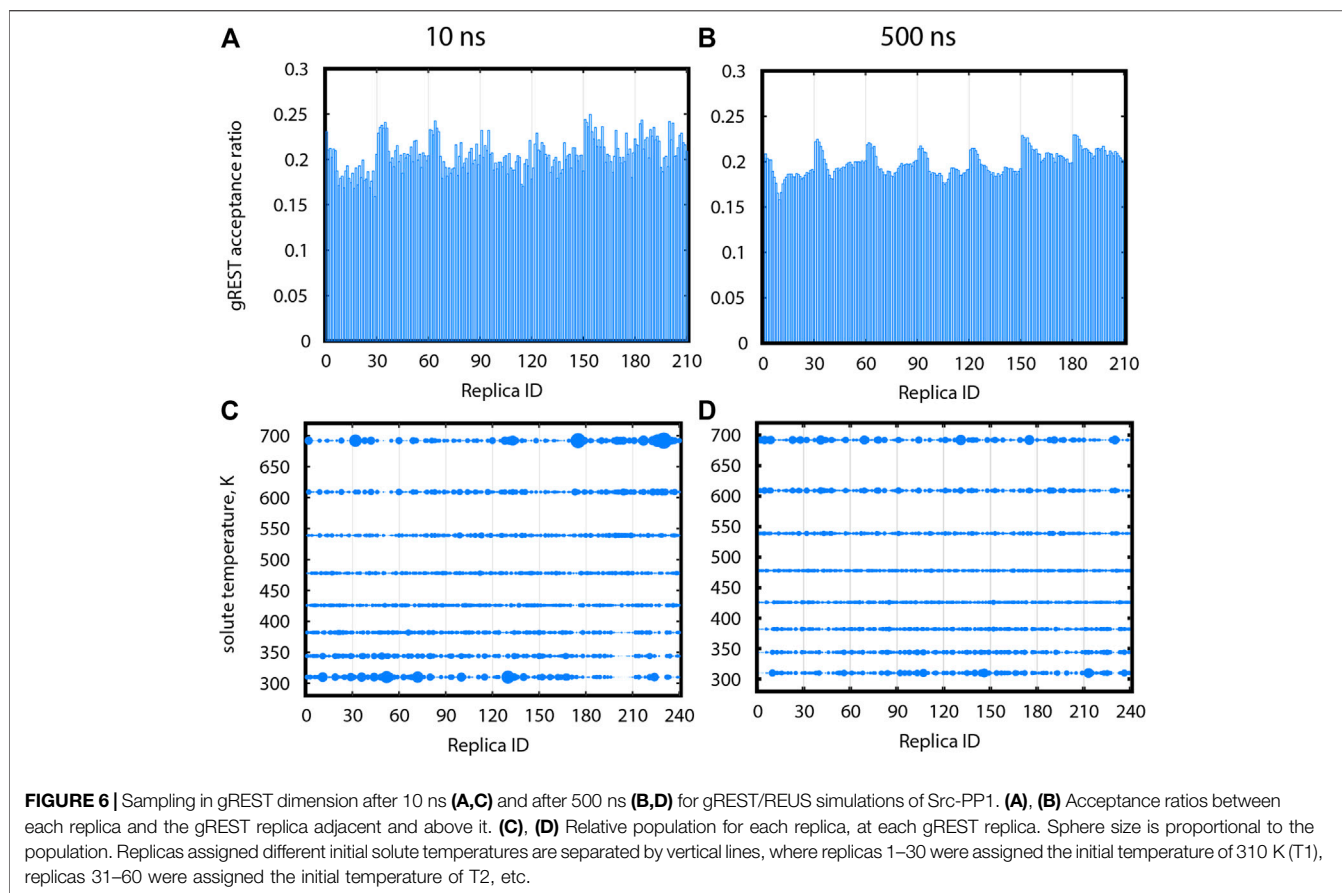 A
10 ns
B
500 ns
gREST acceptance ratio
0.3
0.25
0.2
0.15
0.1
0.05
0
0 30 60 90 120 150 180 210
Replica ID
0.3
0.25
0.2
0.15
0.1
0.05
0
0 30 60 90 120 150 180 210
Replica ID
C
solute temperature, K
700
650
600
550
500
450
400
350
300
0 30 60 90 120 150 180 210 240
Replica ID
D
700
650
600
550
500
450
400
350
300
0 30 60 90 120 150 180 210 240
Replica ID
FIGURE 6 | Sampling in gREST dimension after 10 ns (A,C) and after 500 ns (B,D) for gREST/REUS simulations of Src-PP1. (A), (B) Acceptance ratios between
each replica and the gREST replica adjacent and above it. (C), (D) Relative population for each replica, at each gREST replica. Sphere size is proportional to the
population. Replicas assigned different initial solute temperatures are separated by vertical lines, where replicas 1–30 were assigned the initial temperature of 310 K (T1),
replicas 31–60 were assigned the initial temperature of T2, etc.